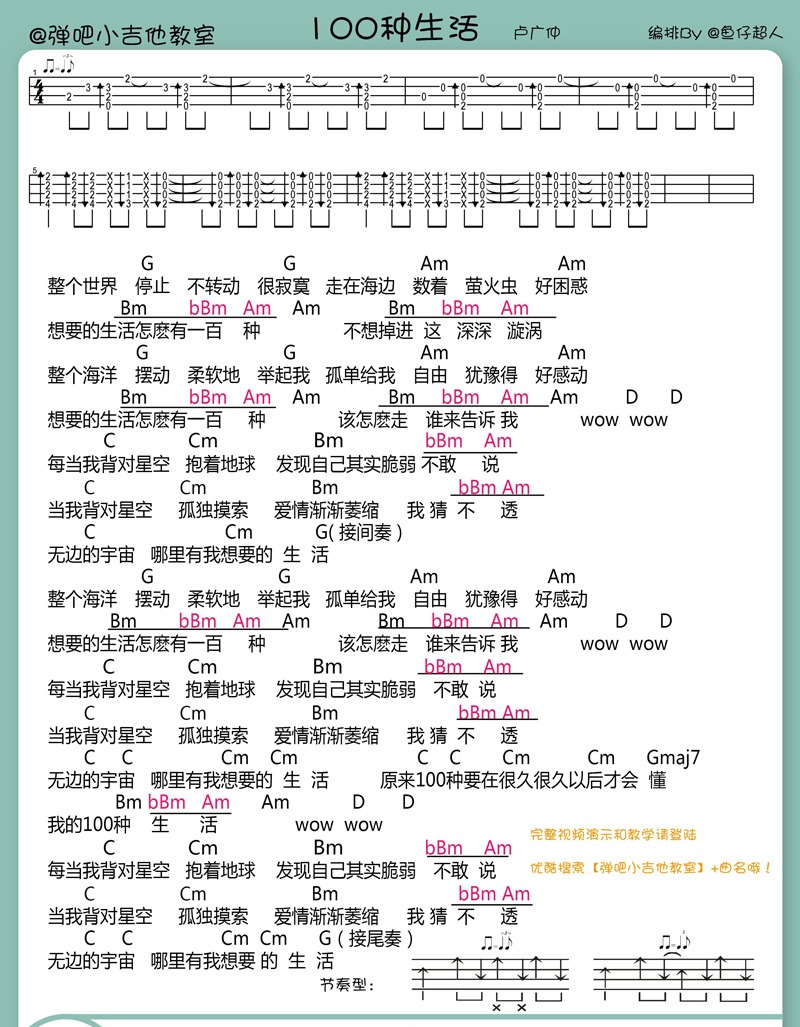 @弹吧小吉他教室 100种生活 卢广仲 编排By @鱼仔超人
G G Am Am
整个世界 停止 不转动 很寂寞 走在海边 数着 萤火虫 好困惑
Bm bBm Am Am Bm bBm Am
想要的生活怎麽有一百 种 不想掉进 这 深深 漩涡
G G Am Am
整个海洋 摆动 柔软地 举起我 孤单给我 自由 犹豫得 好感动
Bm bBm Am Am Bm bBm Am Am D D
想要的生活怎麽有一百 种 该怎麽走 谁来告诉 我 wow wow
C Cm Bm bBm Am
每当我背对星空 抱着地球 发现自己其实脆弱 不敢 说
C Cm Bm bBm Am
当我背对星空 孤独摸索 爱情渐渐萎缩 我 猜 不 透
C Cm G(接间奏)
无边的宇宙 哪里有我想要的 生 活
G G Am Am
整个海洋 摆动 柔软地 举起我 孤单给我 自由 犹豫得 好感动
Bm bBm Am Am Bm bBm Am Am D D
想要的生活怎麽有一百 种 该怎麽走 谁来告诉 我 wow wow
C Cm Bm bBm Am
每当我背对星空 抱着地球 发现自己其实脆弱 不敢 说
C Cm Bm bBm Am
当我背对星空 孤独摸索 爱情渐渐萎缩 我 猜 不 透
C C Cm Cm C C Cm Cm Gmaj7
无边的宇宙 哪里有我想要的 生 活 原来100种要在很久很久以后才会 懂
Bm bBm Am Am D D
我的100种 生 活 wow wow
完整视频演示和教学请登陆
C Cm Bm bBm Am
每当我背对星空 抱着地球 发现自己其实脆弱 不敢 说
优酷搜索【弹吧小吉他教室】+曲名哦!
C Cm Bm bBm Am
当我背对星空 孤独摸索 爱情渐渐萎缩 我 猜 不 透
C C Cm Cm G(接尾奏)
无边的宇宙 哪里有我想要 的 生 活
节奏型: